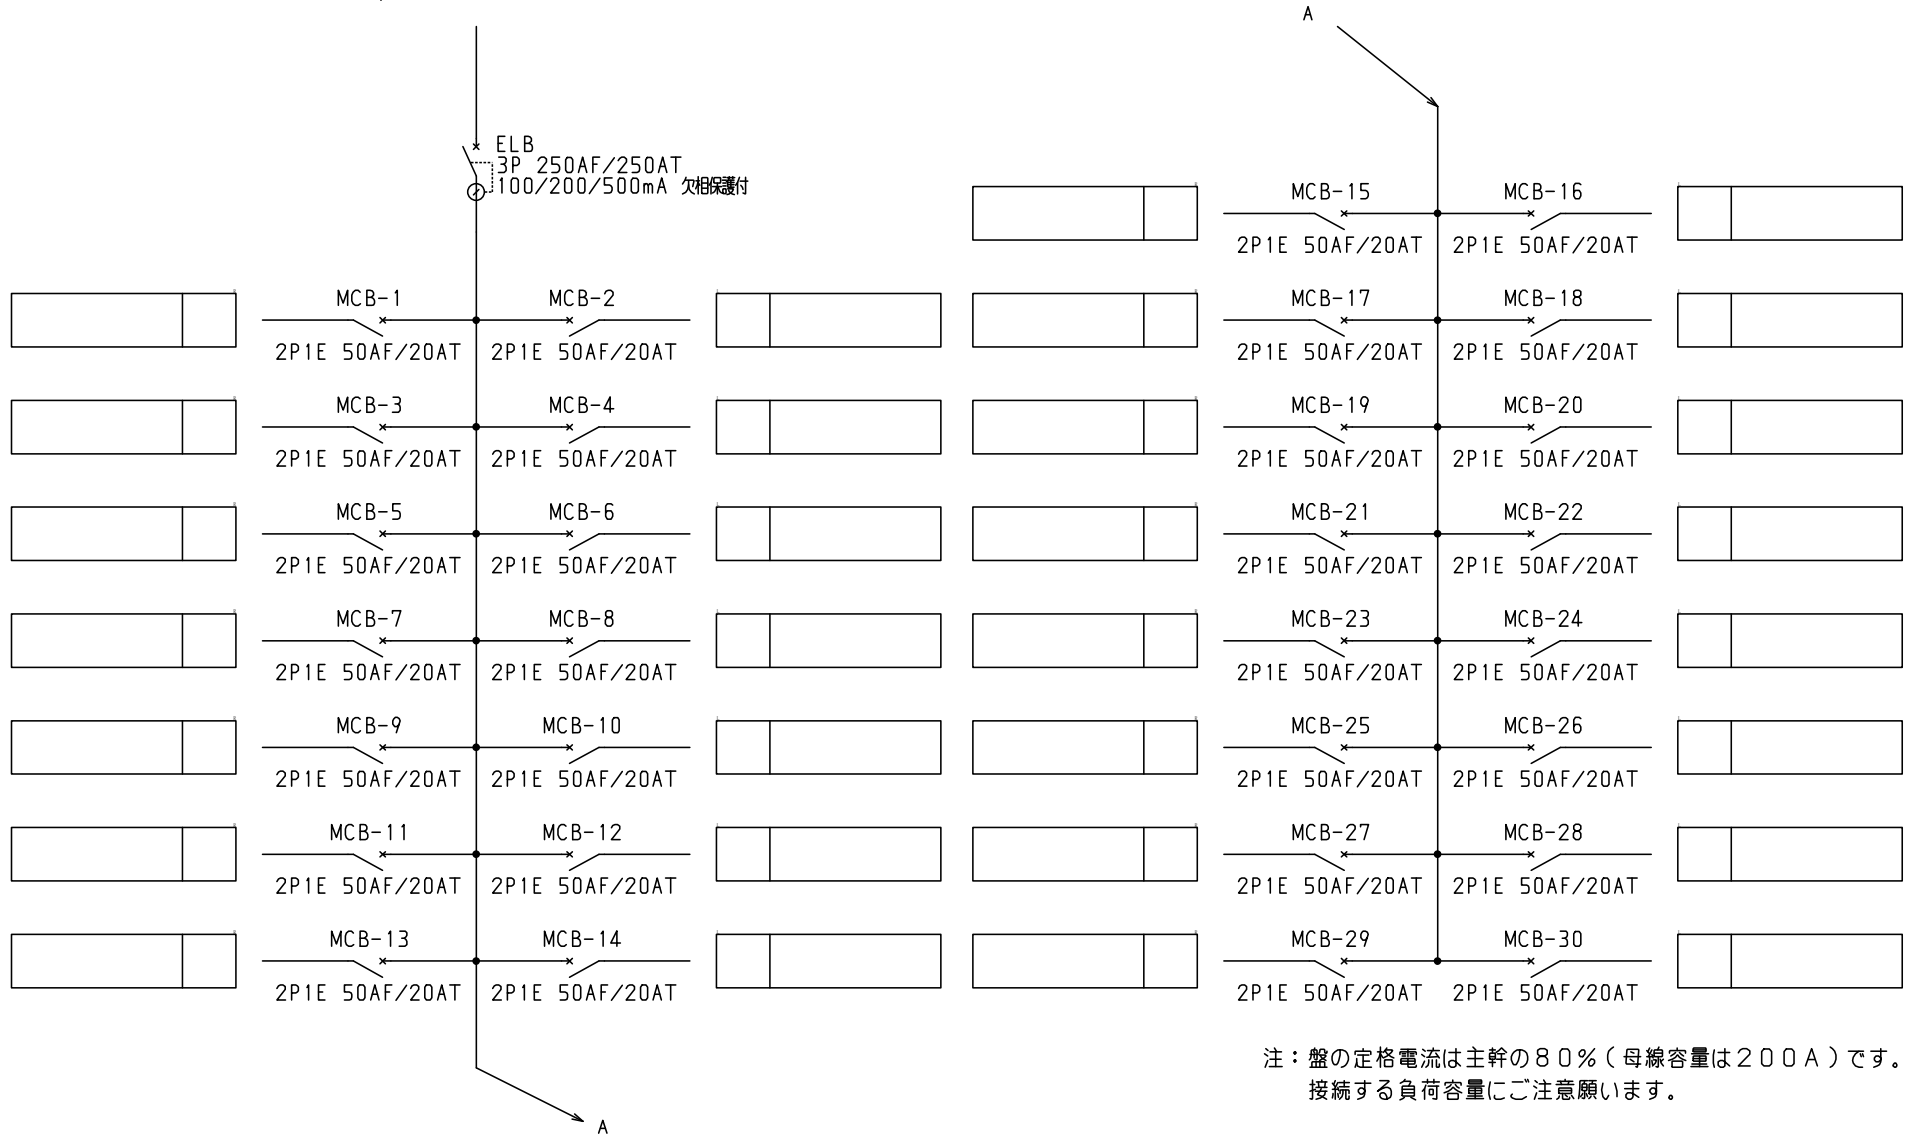 ELB
3P 250AF/250AT
100/200/500mA 欠相保護付
MCB-1 MCB-2
2P1E 50AF/20AT 2P1E 50AF/20AT
MCB-3 MCB-4
2P1E 50AF/20AT 2P1E 50AF/20AT
MCB-5 MCB-6
2P1E 50AF/20AT 2P1E 50AF/20AT
MCB-7 MCB-8
2P1E 50AF/20AT 2P1E 50AF/20AT
MCB-9 MCB-10
2P1E 50AF/20AT 2P1E 50AF/20AT
MCB-11 MCB-12
2P1E 50AF/20AT 2P1E 50AF/20AT
MCB-13 MCB-14
2P1E 50AF/20AT 2P1E 50AF/20AT
A
A
MCB-15 MCB-16
2P1E 50AF/20AT 2P1E 50AF/20AT
MCB-17 MCB-18
2P1E 50AF/20AT 2P1E 50AF/20AT
MCB-19 MCB-20
2P1E 50AF/20AT 2P1E 50AF/20AT
MCB-21 MCB-22
2P1E 50AF/20AT 2P1E 50AF/20AT
MCB-23 MCB-24
2P1E 50AF/20AT 2P1E 50AF/20AT
MCB-25 MCB-26
2P1E 50AF/20AT 2P1E 50AF/20AT
MCB-27 MCB-28
2P1E 50AF/20AT 2P1E 50AF/20AT
MCB-29 MCB-30
2P1E 50AF/20AT 2P1E 50AF/20AT
注：盤の定格電流は主幹の８０％（母線容量は２００Ａ）です。
接続する負荷容量にご注意願います。